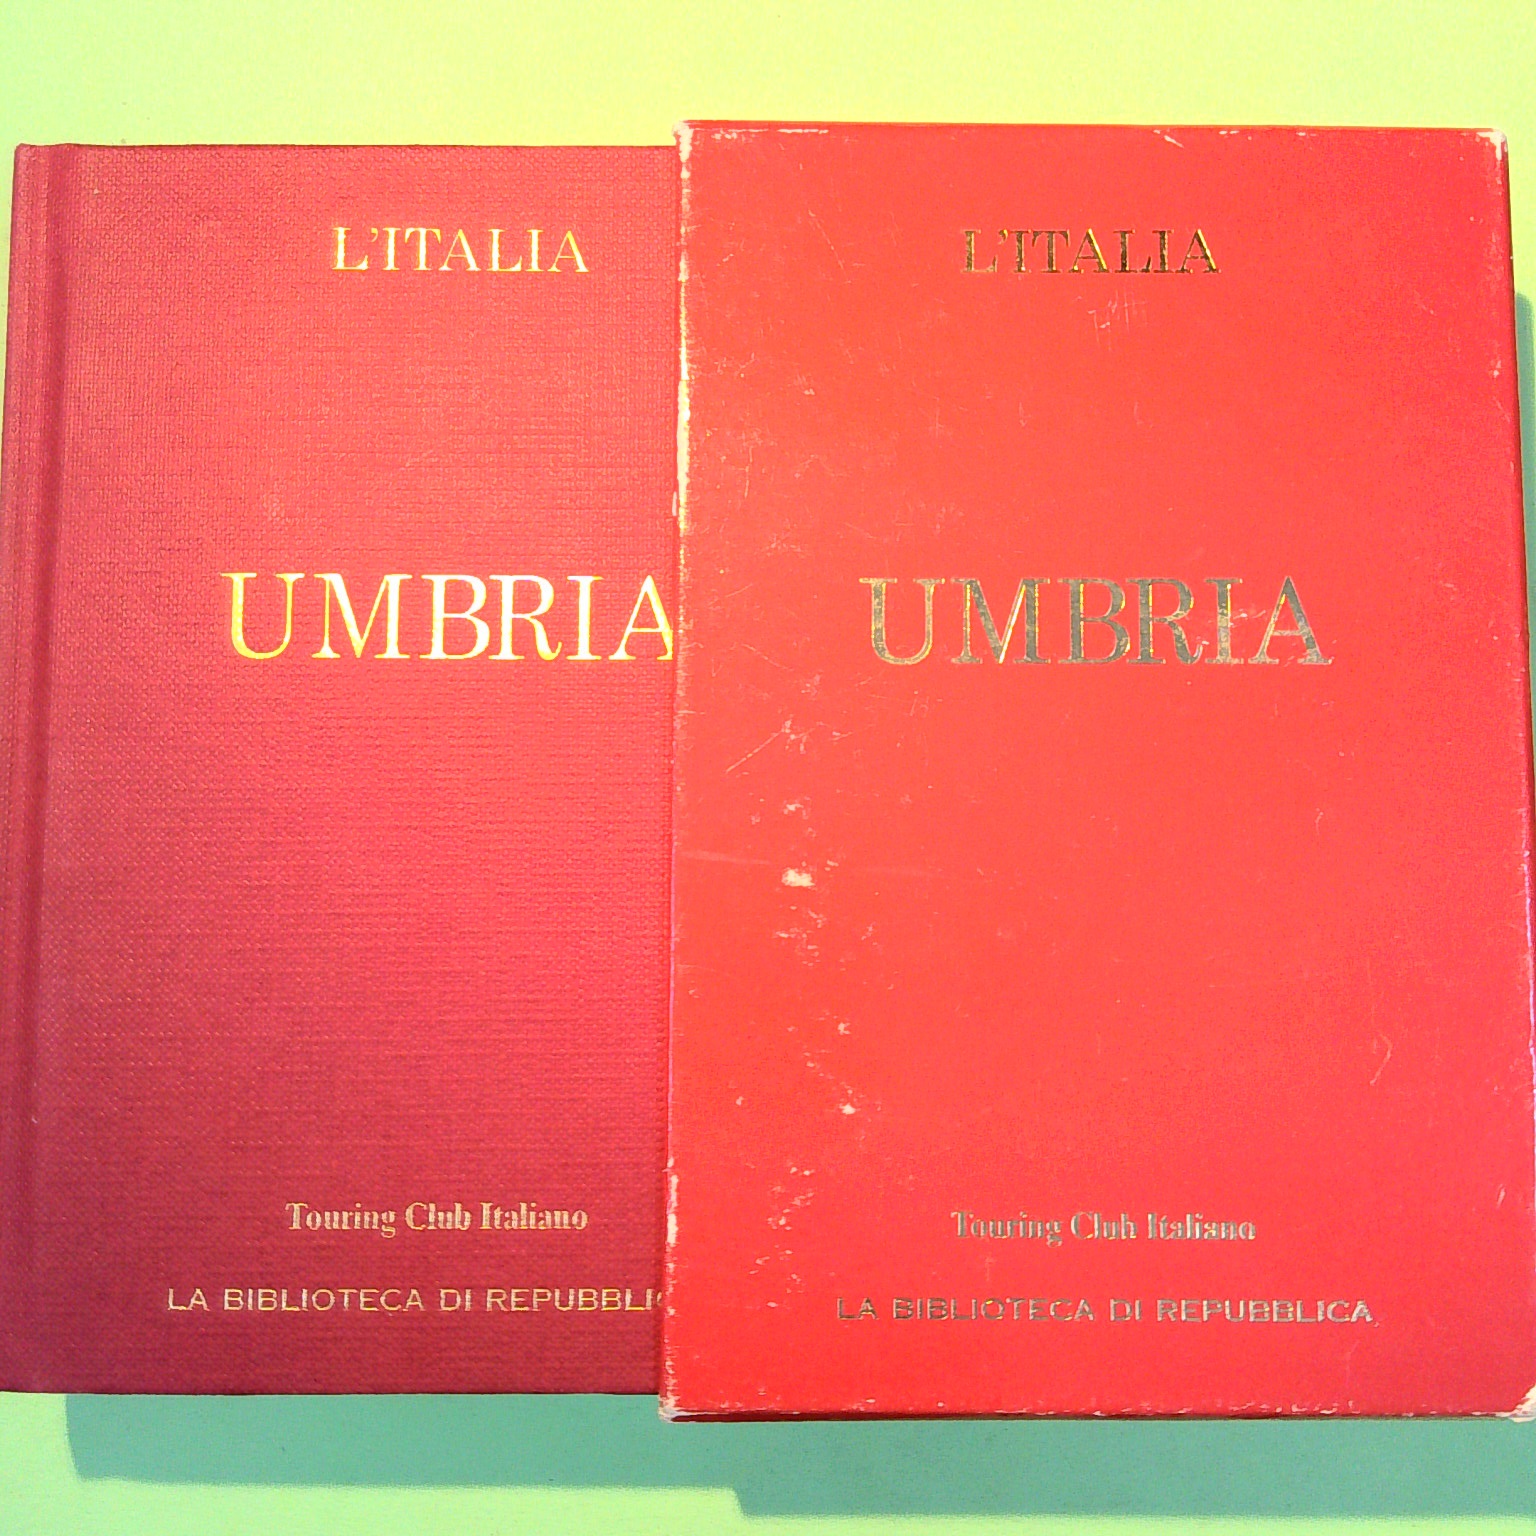 L'ITALIA
UMBRIA
Touring Club Italiano
LA BIBLIOTECA DI REPUBBLIC
L'ITALIA
UMBRIA
Touring Club Italiano
LA BIBLIOTECA DI REPUBBLICA